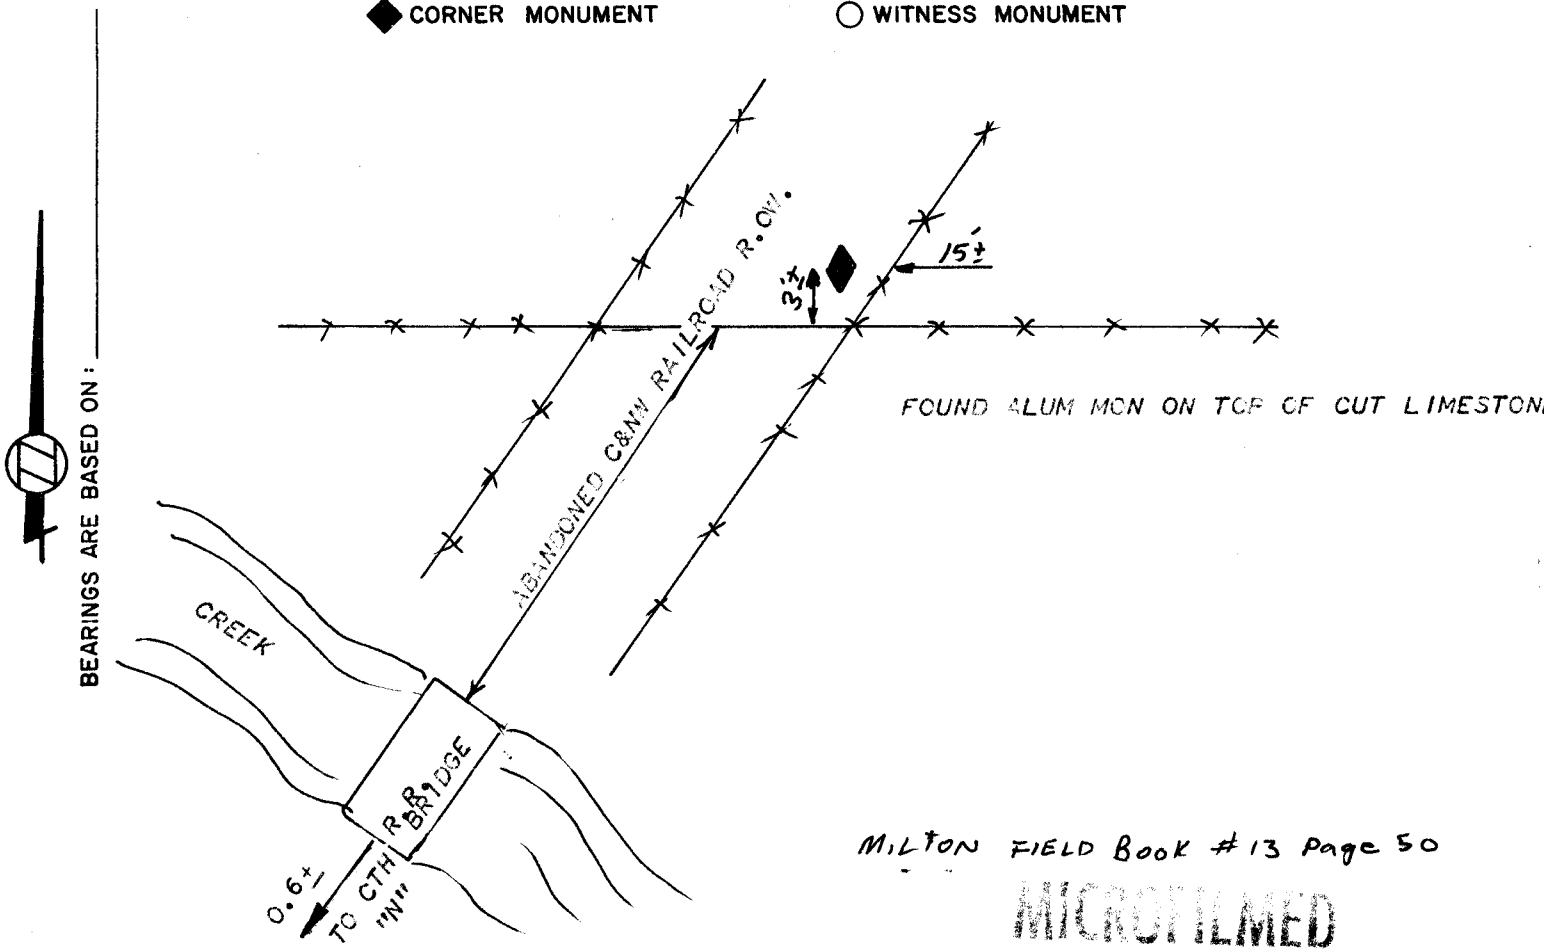 CORNER MONUMENT
WITNESS MONUMENT
BEARINGS ARE BASED ON:
ABANDONED C&NW RAILROAD R.OW.
15'±
3'±
FOUND ALUM MON ON TOP OF CUT LIMESTONE
CREEK
R.R.
BRIDGE
0.6±
TO CTH
"N"
MILTON FIELD BOOK #13 Page 50
MICROFILMED